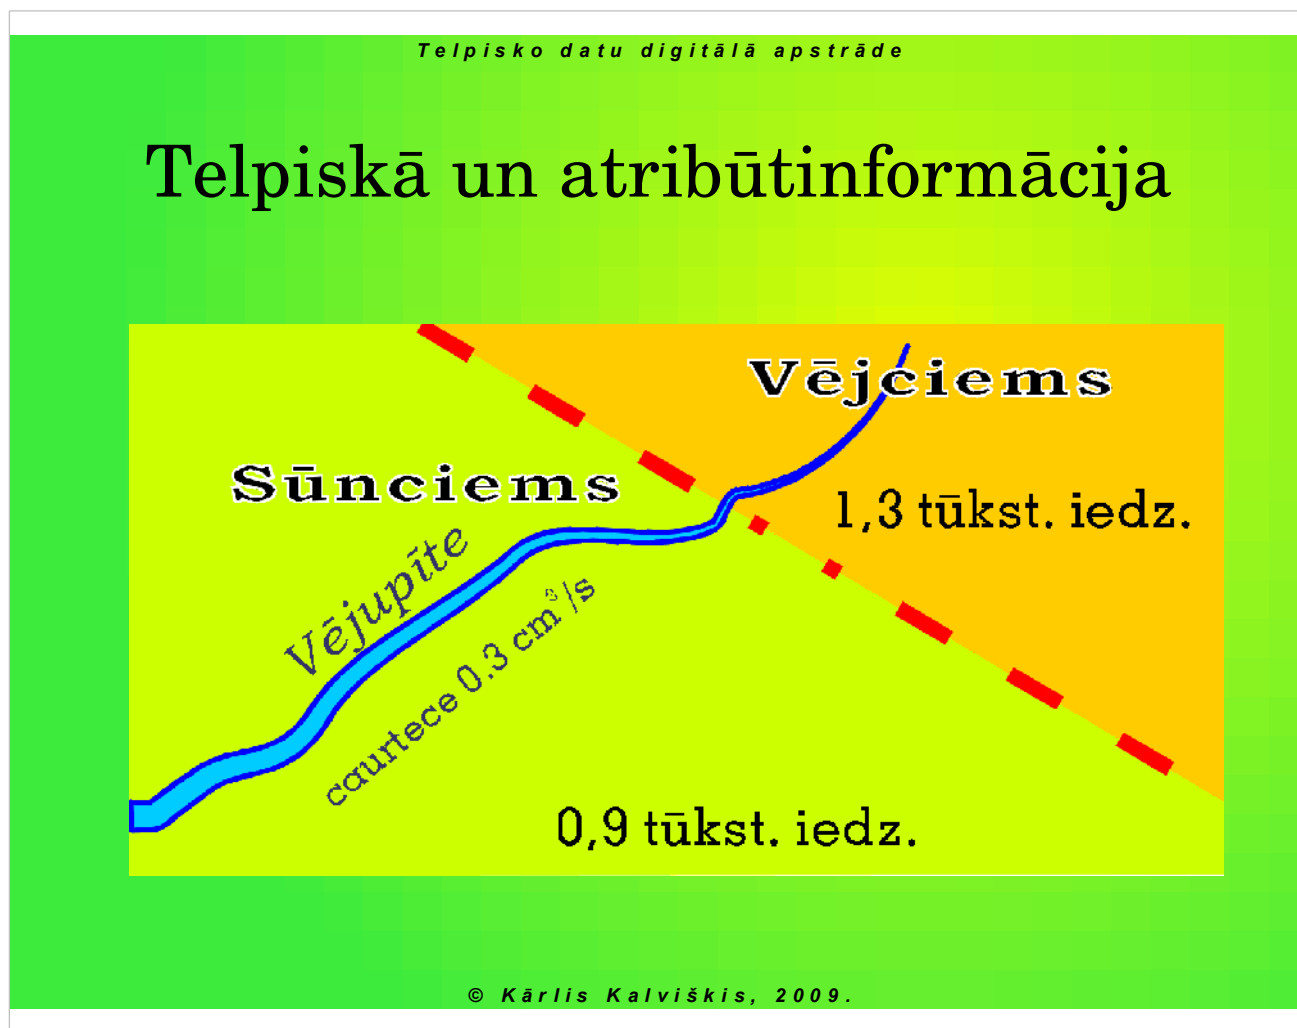 Telpisko datu digitālā apstrāde
Telpiskā un atribūtinformācija
Vējciems
Sūnciems
1,3 tūkst. iedz.
Vējupīte
caurtece 0.3 cm³/s
0,9 tūkst. iedz.
© Kārlis Kalviškis, 2009.